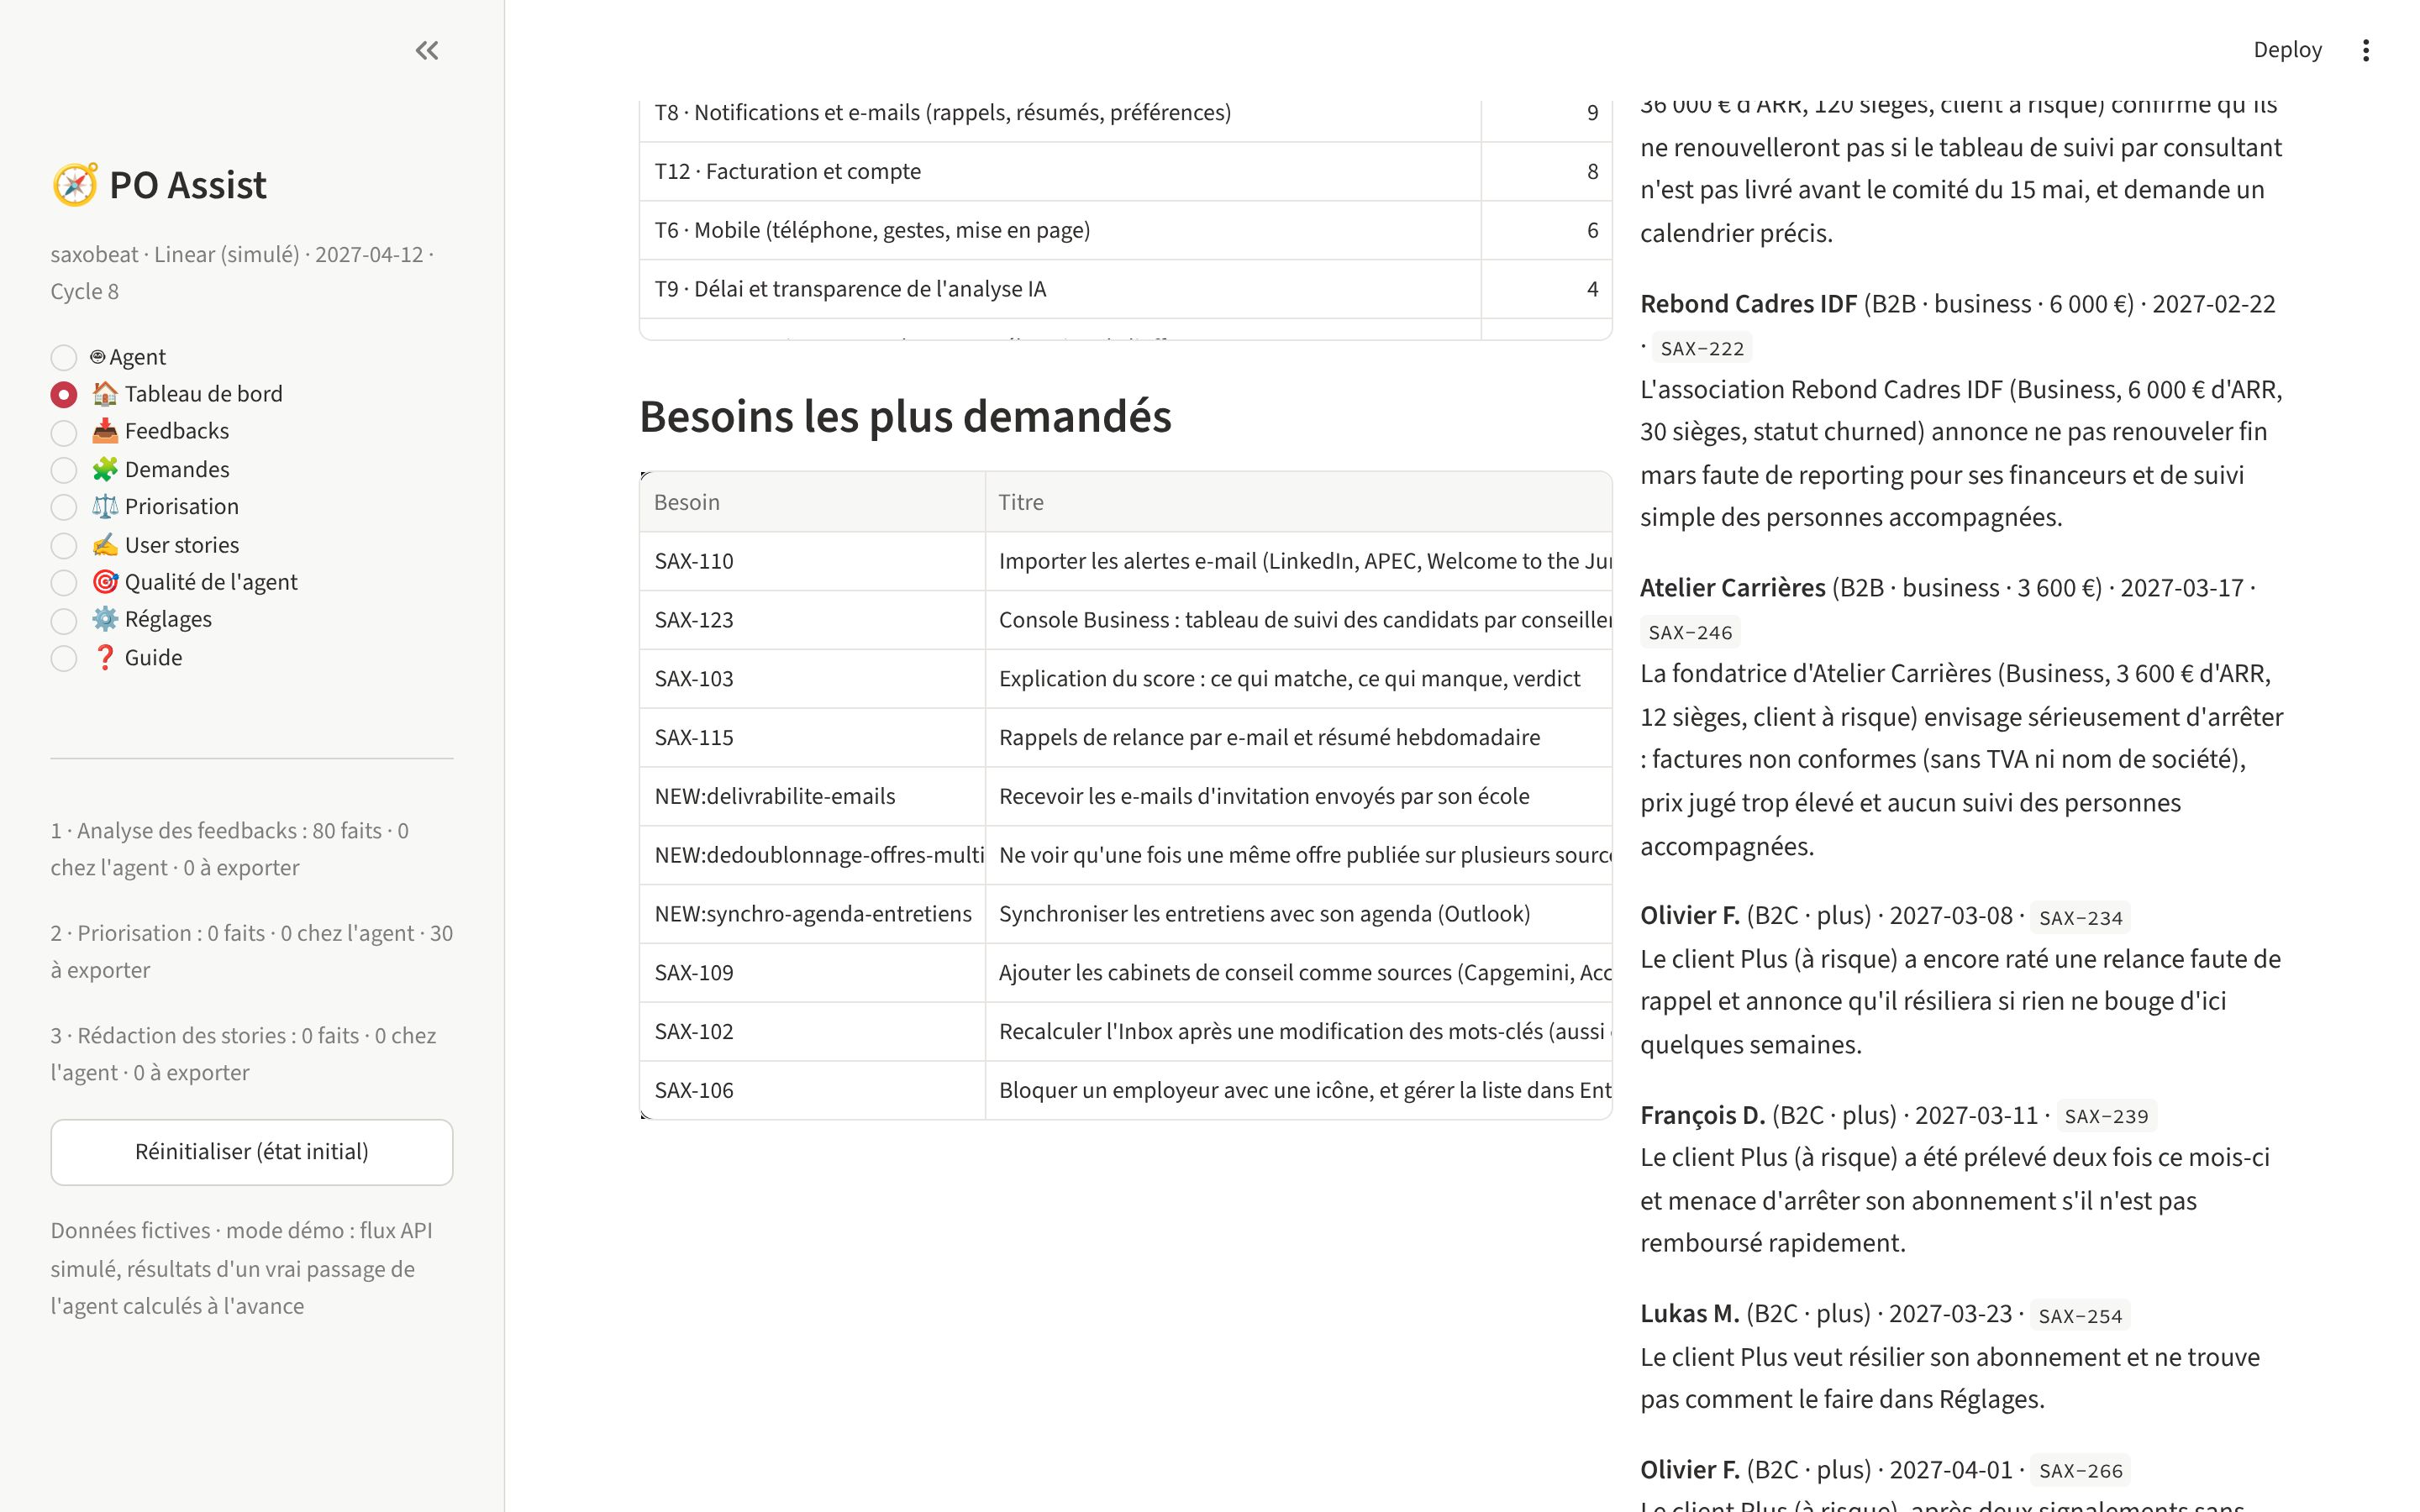 Deploy
🧭 PO Assist
saxobeat · Linear (simulé) · 2027-04-12 ·
Cycle 8
Agent
🏠 Tableau de bord
📥 Feedbacks
🧩 Demandes
⚖️ Priorisation
✍️ User stories
🎯 Qualité de l'agent
⚙️ Réglages
❓ Guide
1 · Analyse des feedbacks : 80 faits · 0
chez l'agent · 0 à exporter
2 · Priorisation : 0 faits · 0 chez l'agent · 30
à exporter
3 · Rédaction des stories : 0 faits · 0 chez
l'agent · 0 à exporter
Réinitialiser (état initial)
Données fictives · mode démo : flux API
simulé, résultats d'un vrai passage de
l'agent calculés à l'avance
T8 · Notifications et e-mails (rappels, résumés, préférences) 9
T12 · Facturation et compte 8
T6 · Mobile (téléphone, gestes, mise en page) 6
T9 · Délai et transparence de l'analyse IA 4
Besoins les plus demandés
Besoin Titre
SAX-110 Importer les alertes e-mail (LinkedIn, APEC, Welcome to the Jur
SAX-123 Console Business : tableau de suivi des candidats par conseiller
SAX-103 Explication du score : ce qui matche, ce qui manque, verdict
SAX-115 Rappels de relance par e-mail et résumé hebdomadaire
NEW:delivrabilite-emails Recevoir les e-mails d'invitation envoyés par son école
NEW:dedoublonnage-offres-multi Ne voir qu'une fois une même offre publiée sur plusieurs source
NEW:synchro-agenda-entretiens Synchroniser les entretiens avec son agenda (Outlook)
SAX-109 Ajouter les cabinets de conseil comme sources (Capgemini, Acc
SAX-102 Recalculer l'Inbox après une modification des mots-clés (aussi
SAX-106 Bloquer un employeur avec une icône, et gérer la liste dans Ent
36 000 € d'ARR, 120 sièges, client à risque) confirme qu'ils
ne renouvelleront pas si le tableau de suivi par consultant
n'est pas livré avant le comité du 15 mai, et demande un
calendrier précis.
Rebond Cadres IDF (B2B · business · 6 000 €) · 2027-02-22
· SAX-222
L'association Rebond Cadres IDF (Business, 6 000 € d'ARR,
30 sièges, statut churned) annonce ne pas renouveler fin
mars faute de reporting pour ses financeurs et de suivi
simple des personnes accompagnées.
Atelier Carrières (B2B · business · 3 600 €) · 2027-03-17 ·
SAX-246
La fondatrice d'Atelier Carrières (Business, 3 600 € d'ARR,
12 sièges, client à risque) envisage sérieusement d'arrêter
: factures non conformes (sans TVA ni nom de société),
prix jugé trop élevé et aucun suivi des personnes
accompagnées.
Olivier F. (B2C · plus) · 2027-03-08 · SAX-234
Le client Plus (à risque) a encore raté une relance faute de
rappel et annonce qu'il résiliera si rien ne bouge d'ici
quelques semaines.
François D. (B2C · plus) · 2027-03-11 · SAX-239
Le client Plus (à risque) a été prélevé deux fois ce mois-ci
et menace d'arrêter son abonnement s'il n'est pas
remboursé rapidement.
Lukas M. (B2C · plus) · 2027-03-23 · SAX-254
Le client Plus veut résilier son abonnement et ne trouve
pas comment le faire dans Réglages.
Olivier F. (B2C · plus) · 2027-04-01 · SAX-266
Le client Plus (à risque), après deux signalements sans